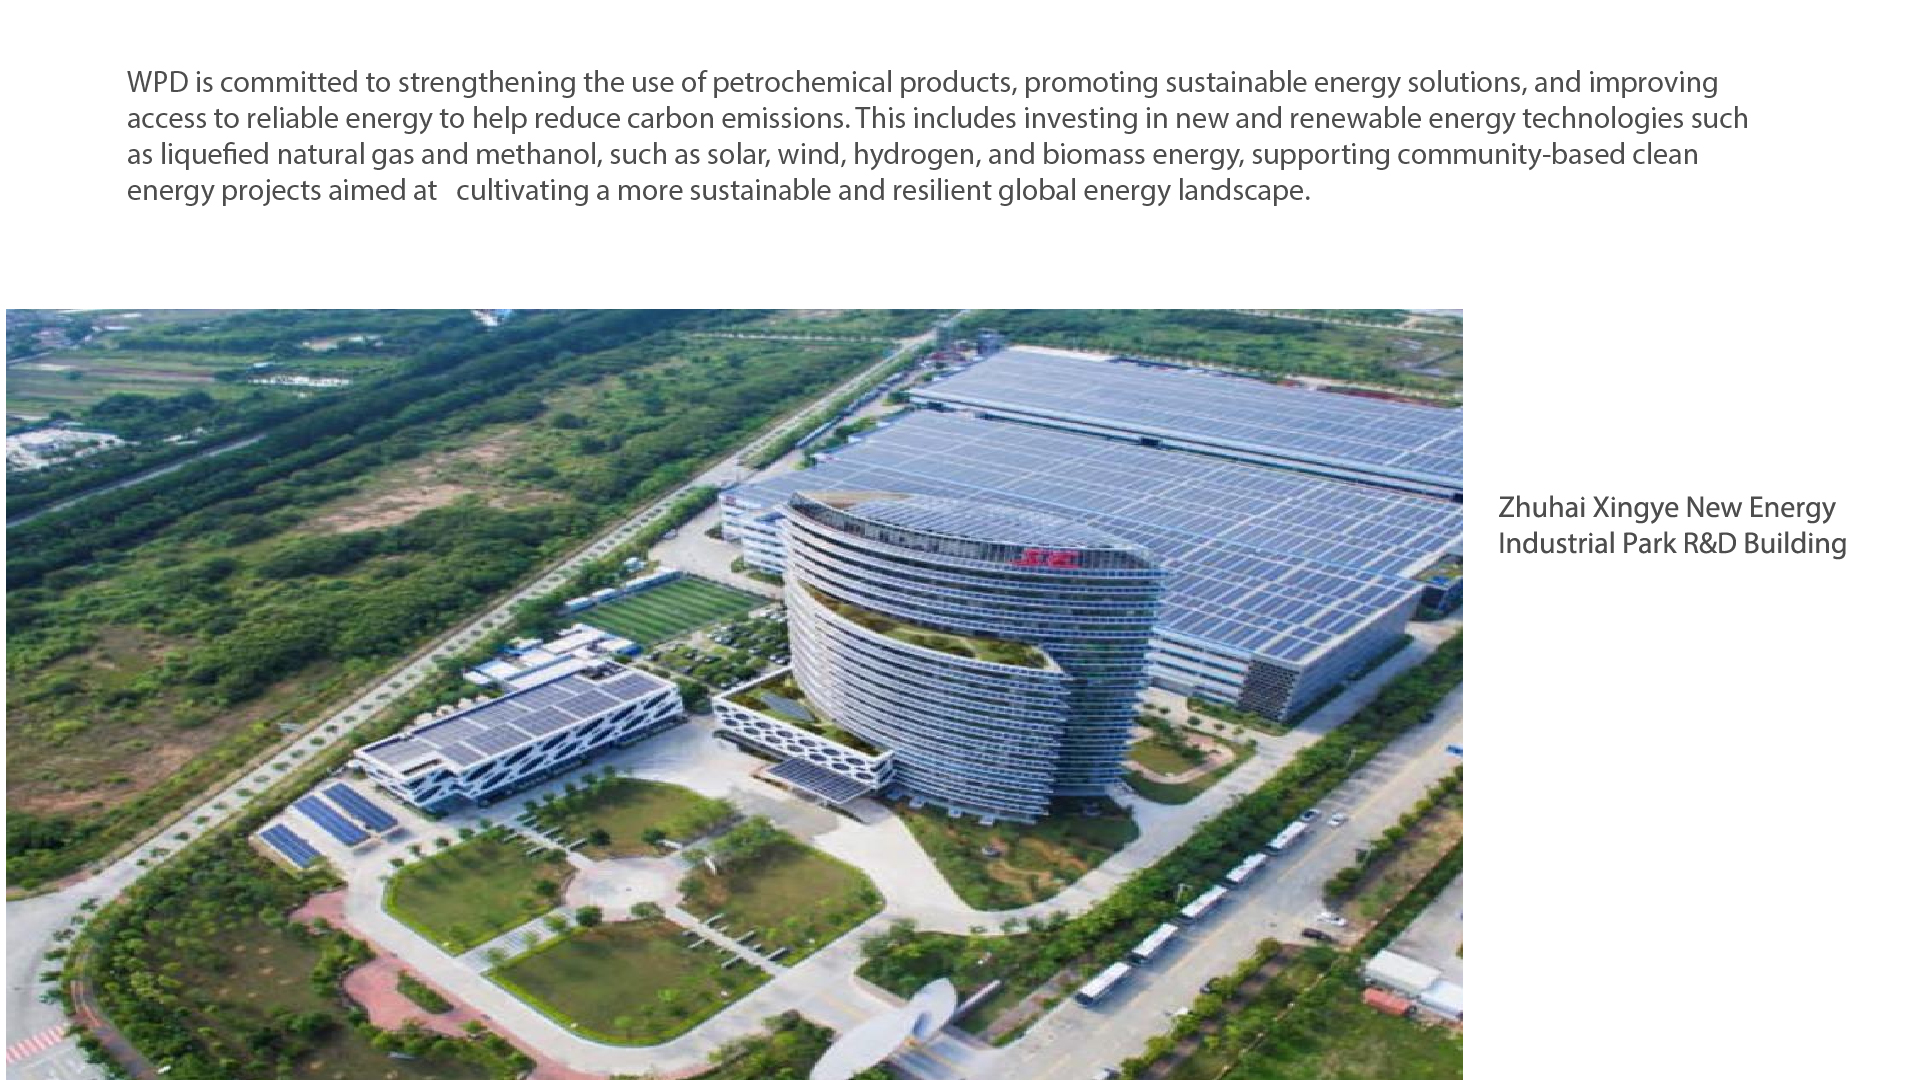 WPD is committed to strengthening the use of petrochemical products, promoting sustainable energy solutions, and improving
access to reliable energy to help reduce carbon emissions. This includes investing in new and renewable energy technologies such
as liquefied natural gas and methanol, such as solar, wind, hydrogen, and biomass energy, supporting community-based clean
energy projects aimed at   cultivating a more sustainable and resilient global energy landscape.
Zhuhai Xingye New Energy
Industrial Park R&D Building